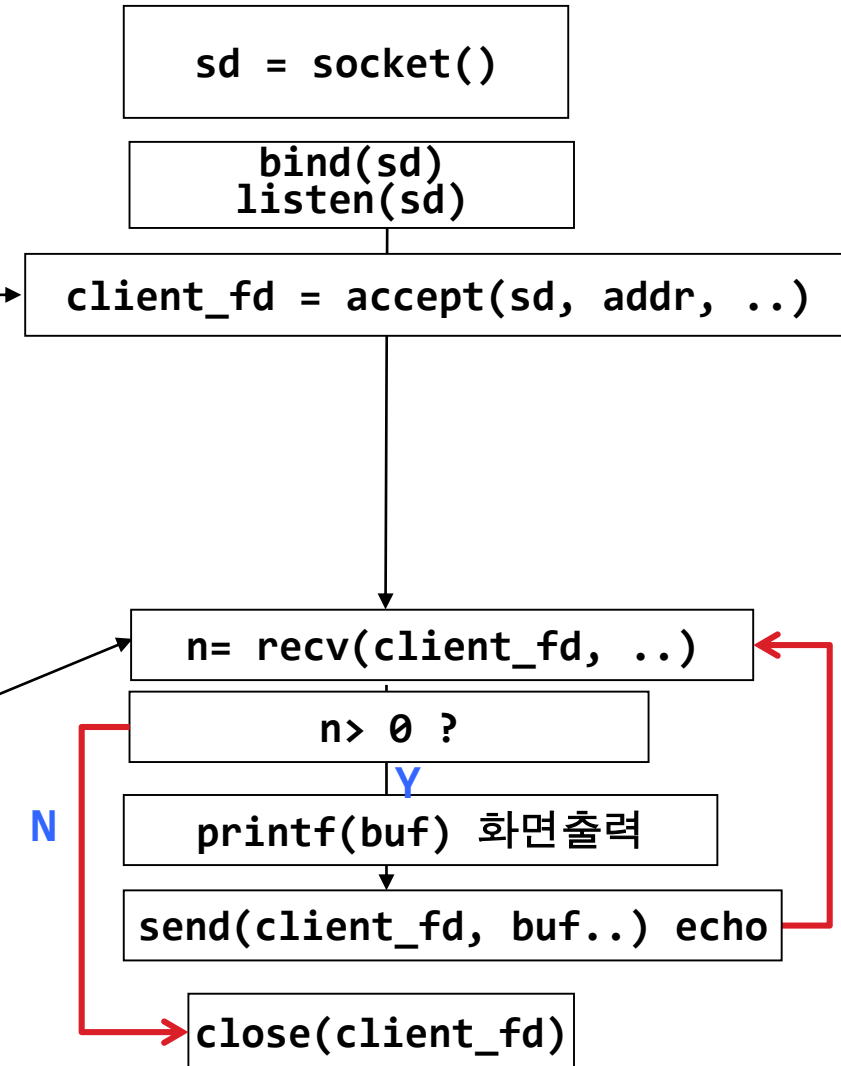 sd = socket()
bind(sd)
listen(sd)
client_fd = accept(sd, addr, ..)
n= recv(client_fd, ..)
n> 0 ?
Y
N
printf(buf) 화면출력
send(client_fd, buf..) echo
close(client_fd)